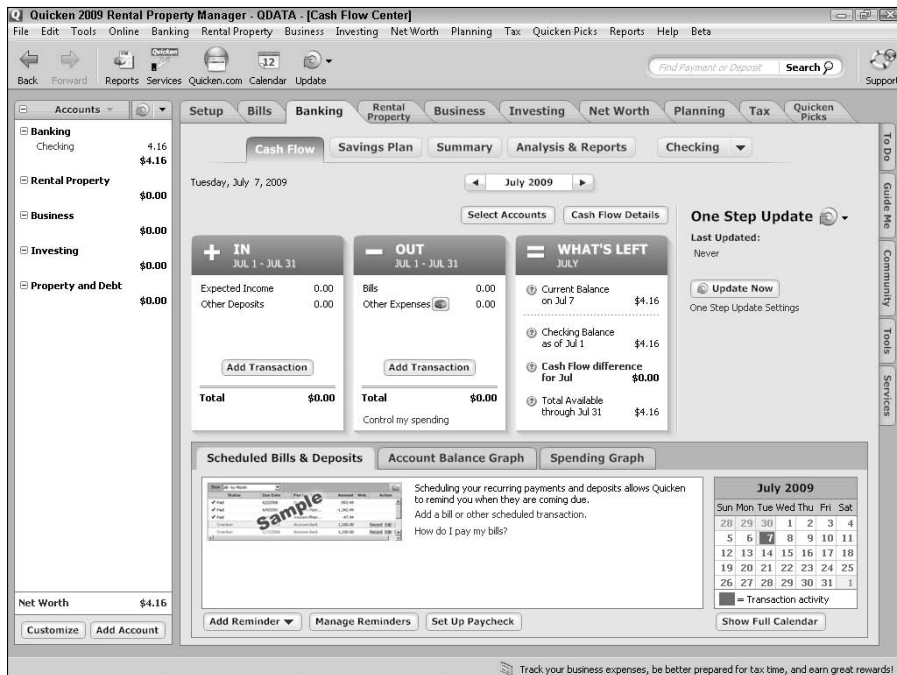 Quicken 2009 Rental Property Manager - QDATA - [Cash Flow Center]
File Edit Tools Online Banking Rental Property Business Investing Net Worth Planning Tax Quicken Picks Reports Help Beta
Back Forward Reports Services Quicken.com Calendar Update Find Payment or Deposit Search Support
Accounts
Setup Bills Banking Rental Property Business Investing Net Worth Planning Tax Quicken Picks
Banking
Checking 4.16
$4.16
Rental Property
$0.00
Business
$0.00
Investing
$0.00
Property and Debt
$0.00
Net Worth $4.16
Customize Add Account
Cash Flow Savings Plan Summary Analysis & Reports Checking
Tuesday, July 7, 2009 July 2009
Select Accounts Cash Flow Details
IN
JUL 1 - JUL 31
Expected Income 0.00
Other Deposits 0.00
Add Transaction
Total $0.00
OUT
JUL 1 - JUL 31
Bills 0.00
Other Expenses 0.00
Add Transaction
Total $0.00
Control my spending
WHAT'S LEFT
JULY
Current Balance
on Jul 7 $4.16
Checking Balance
as of Jul 1 $4.16
Cash Flow difference
for Jul $0.00
Total Available
through Jul 31 $4.16
One Step Update
Last Updated:
Never
Update Now
One Step Update Settings
To Do
Guide Me
Community
Tools
Services
Scheduled Bills & Deposits Account Balance Graph Spending Graph
Sample
Scheduling your recurring payments and deposits allows Quicken
to remind you when they are coming due.
Add a bill or other scheduled transaction.
How do I pay my bills?
July 2009
Sun Mon Tue Wed Thu Fri Sat
28 29 30 1 2 3 4
5 6 7 8 9 10 11
12 13 14 15 16 17 18
19 20 21 22 23 24 25
26 27 28 29 30 31 1
= Transaction activity
Add Reminder Manage Reminders Set Up Paycheck Show Full Calendar
Track your business expenses, be better prepared for tax time, and earn great rewards!